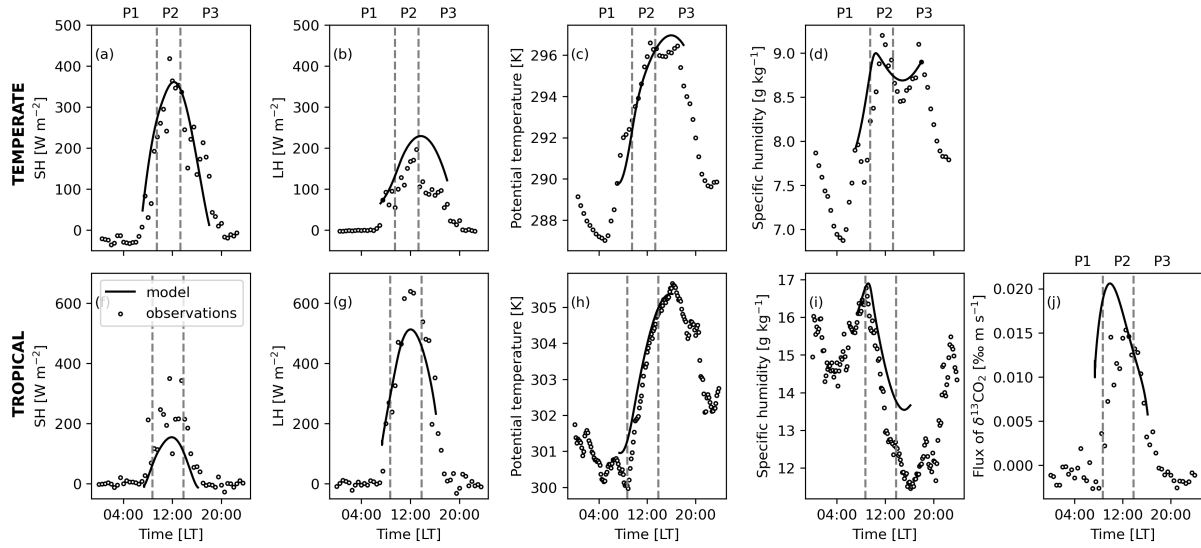 P1 P2 P3 P1 P2 P3 P1 P2 P3 P1 P2 P3
TEMPERATE
SH [W m⁻²]
500
400
300
200
100
0
(a)
LH [W m⁻²]
500
400
300
200
100
0
(b)
Potential temperature [K]
296
294
292
290
288
(c)
Specific humidity [g kg⁻¹]
9.0
8.5
8.0
7.5
7.0
(d)
P1 P2 P3
TROPICAL
SH [W m⁻²]
600
400
200
0
(f)
model
observations
04:00 12:00 20:00
Time [LT]
LH [W m⁻²]
600
400
200
0
(g)
04:00 12:00 20:00
Time [LT]
Potential temperature [K]
305
304
303
302
301
300
(h)
04:00 12:00 20:00
Time [LT]
Specific humidity [g kg⁻¹]
17
16
15
14
13
12
(i)
04:00 12:00 20:00
Time [LT]
Flux of δ¹³CO₂ [‰ m s⁻¹]
0.020
0.015
0.010
0.005
0.000
(j)
04:00 12:00 20:00
Time [LT]